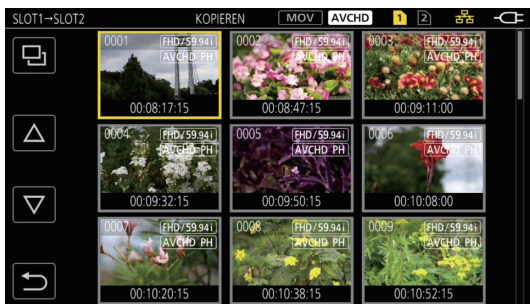 SLOT1→SLOT2 KOPIEREN MOV AVCHD 1 2
0001 FHD/59.94i
AVCHD PH
00:08:17:15
0002 FHD/59.94i
AVCHD PH
00:08:47:15
0003 FHD/59.94i
AVCHD PH
00:09:11:00
0004 FHD/59.94i
AVCHD PH
00:09:32:15
0005 FHD/59.94i
AVCHD PH
00:09:50:15
0006 FHD/59.94i
AVCHD PH
00:10:08:00
0007 FHD/59.94i
AVCHD PH
00:10:20:15
0008 FHD/59.94i
AVCHD PH
00:10:38:15
0009 FHD/59.94i
AVCHD PH
00:10:52:15